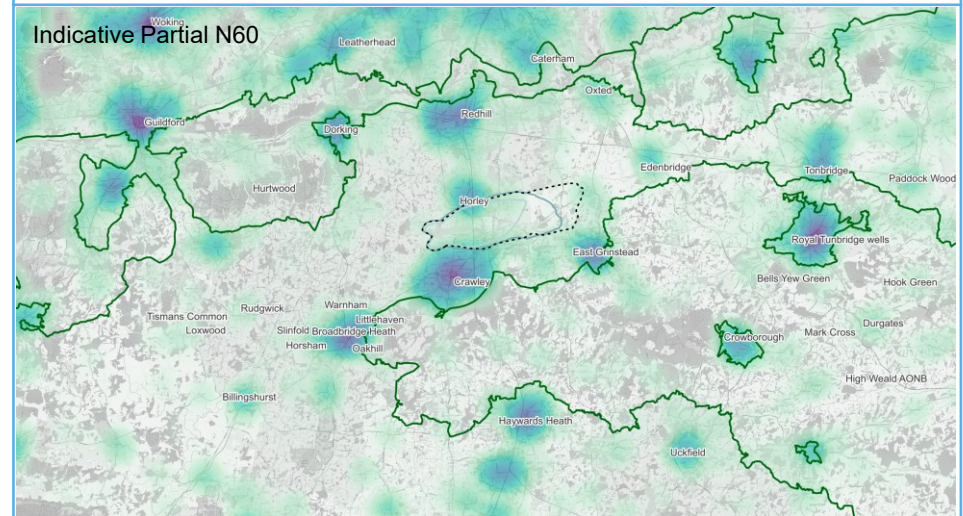 Indicative Partial N60
Woking
Leatherhead
Caterham
Oxted
Guildford
Redhill
Dorking
Edenbridge
Tonbridge
Paddock Wood
Hurtwood
Horley
Royal Tunbridge wells
East Grinstead
Crawley
Bells Yew Green
Hook Green
Warnham
Rudgwick
Tismans Common
Littlehaven
Loxwood
Slinfold Broadbridge Heath
Durgates
Mark Cross
Crowborough
Horsham
Oakhill
High Weald AONB
Billingshurst
Haywards Heath
Uckfield